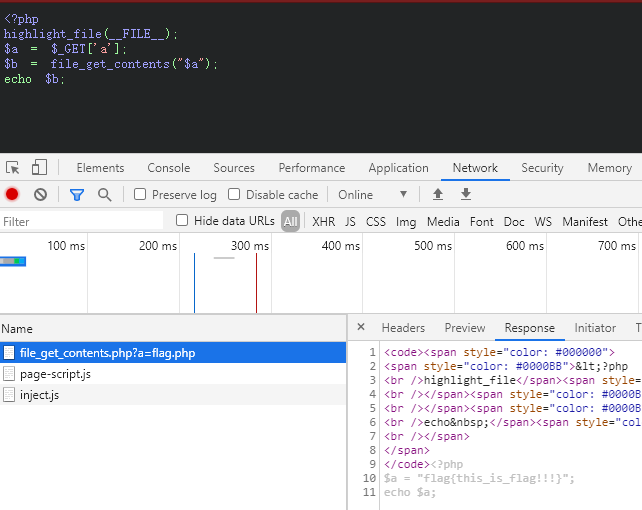 <?php
highlight_file(__FILE__);
$a = $_GET['a'];
$b = file_get_contents("$a");
echo $b;
Elements Console Sources Performance Application Network Security Memory
Preserve log Disable cache Online
Filter Hide data URLs All XHR JS CSS Img Media Font Doc WS Manifest Othe
100 ms 200 ms 300 ms 400 ms 500 ms 600 ms 700 ms
Name
file_get_contents.php?a=flag.php
page-script.js
inject.js
× Headers Preview Response Initiator T
1 <code><span style="color: #000000">
2 <span style="color: #0000BB">&lt;?php
3 <br />highlight_file</span><span style=
4 <br /></span><span style="color: #0000B
5 <br /></span><span style="color: #0000B
6 <br />echo&nbsp;</span><span style="col
7 <br /></span>
8 </span>
9 </code><?php
10 $a = "flag{this_is_flag!!!}";
11 echo $a;